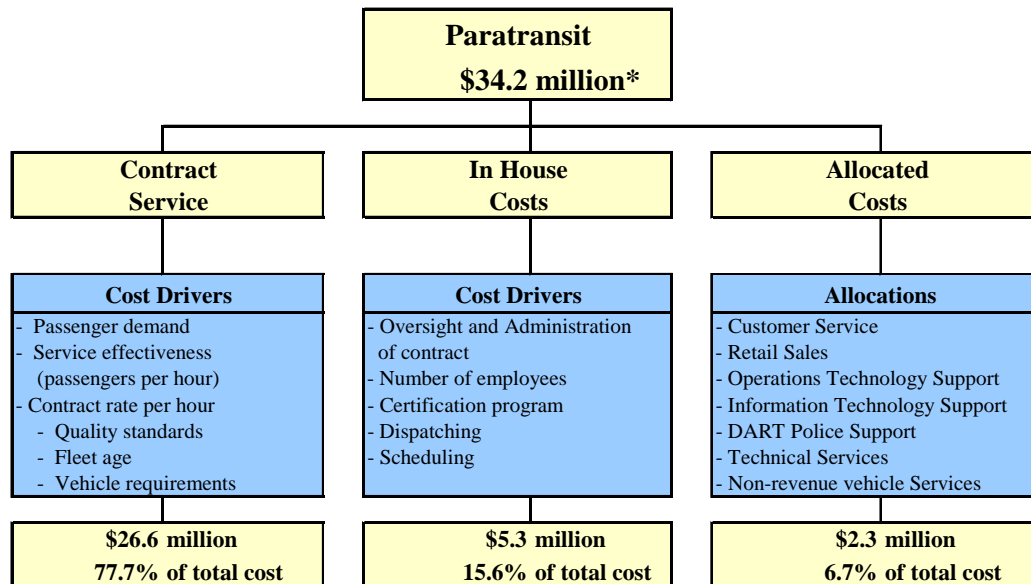 Paratransit
$34.2 million*
Contract
Service
In House
Costs
Allocated
Costs
Cost Drivers
- Passenger demand
- Service effectiveness
(passengers per hour)
- Contract rate per hour
- Quality standards
- Fleet age
- Vehicle requirements
Cost Drivers
- Oversight and Administration
of contract
- Number of employees
- Certification program
- Dispatching
- Scheduling
Allocations
- Customer Service
- Retail Sales
- Operations Technology Support
- Information Technology Support
- DART Police Support
- Technical Services
- Non-revenue vehicle Services
$26.6 million
77.7% of total cost
$5.3 million
15.6% of total cost
$2.3 million
6.7% of total cost